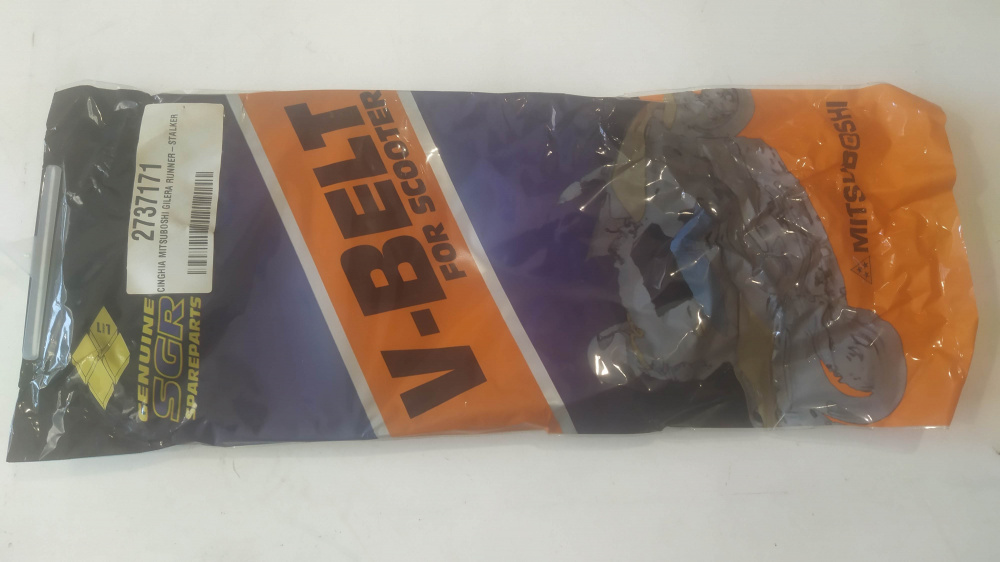 2737171
CINGHIA MITSUBOSHI GILERA RUNNER – STALKER
GENUINE
SGR
SPAREPARTS
V-BELT
FOR SCOOTER
MITSUBOSHI